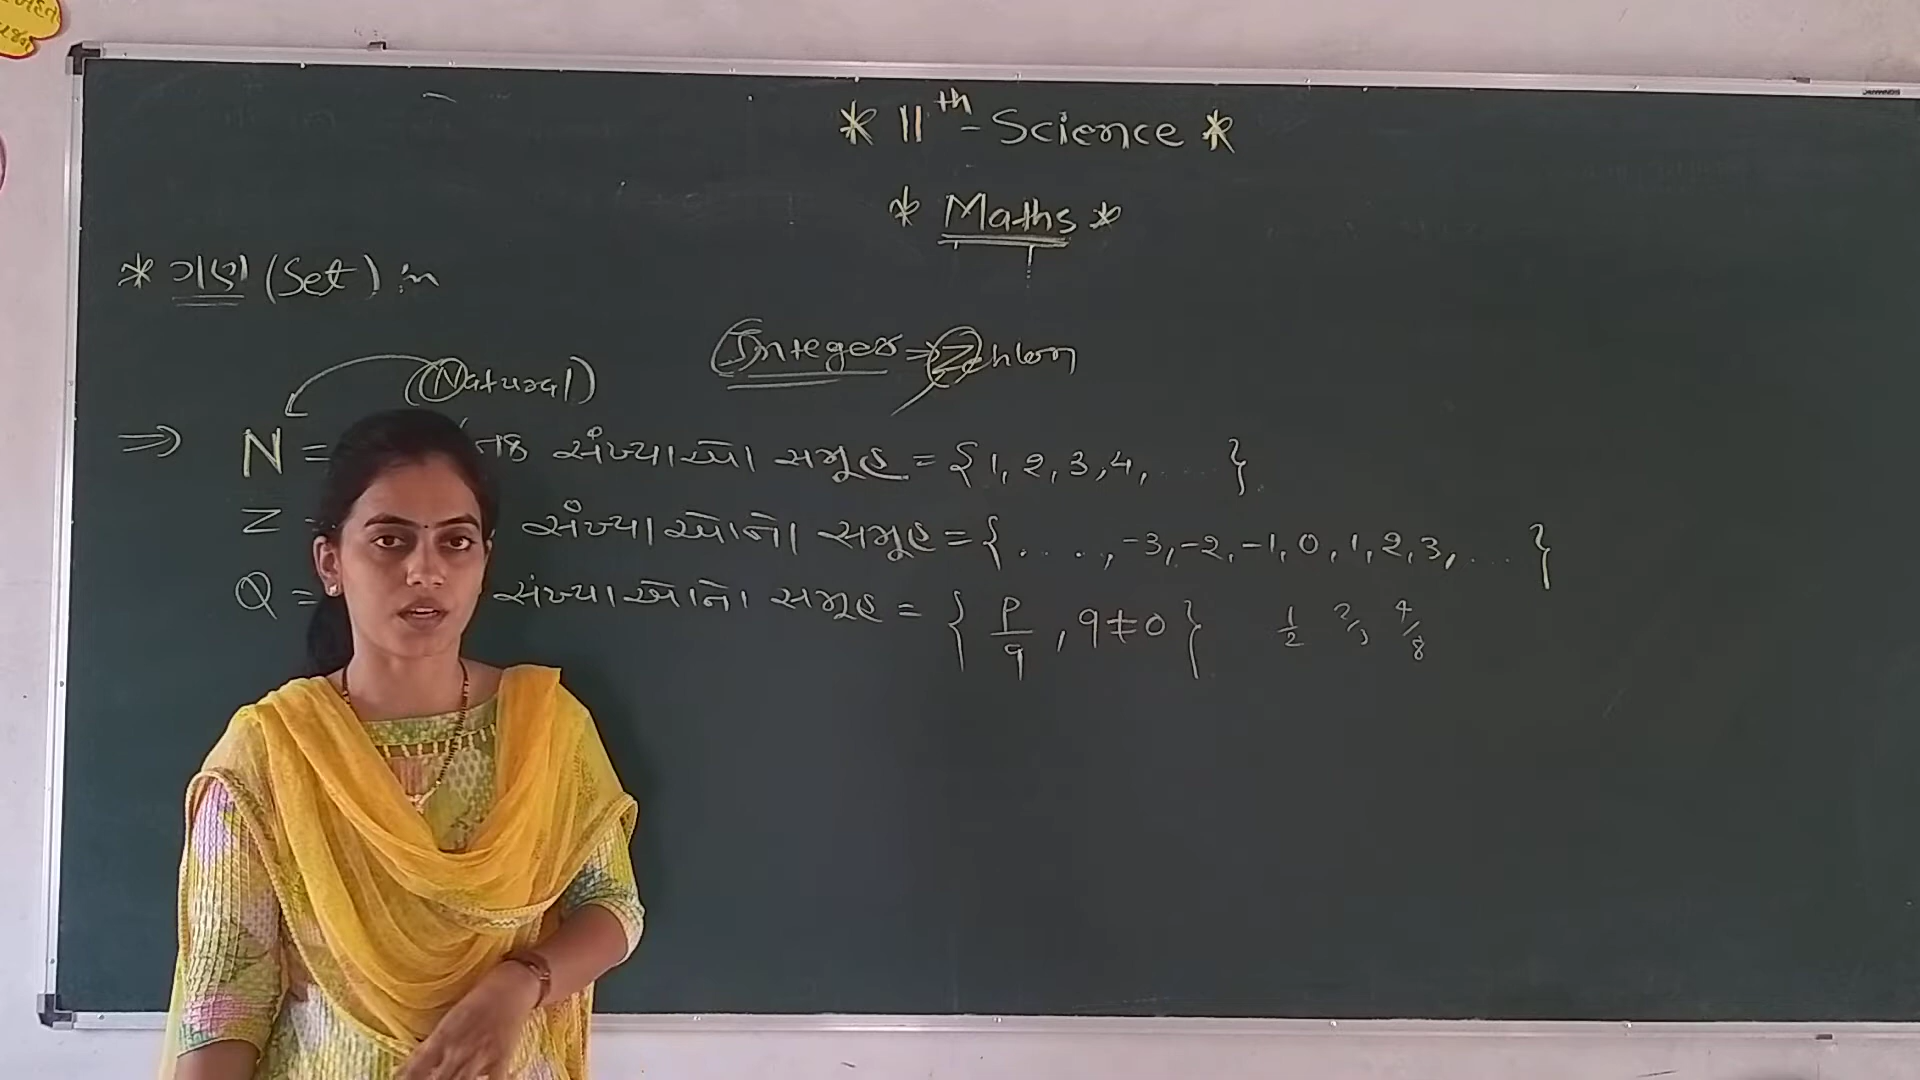 * 11th - Science *
* Maths *
* ગણ (Set) :~
Integer ⇒ Zehlen
(Natural)
⇒ N = સંખ્યાઓ સમૂહ = {1, 2, 3, 4, .... }
Z = સંખ્યાઓનો સમૂહ = { ...., -3, -2, -1, 0, 1, 2, 3, ... }
Q = સંખ્યાઓનો સમૂહ = { p/q , q ≠ 0 } 1/2 2/3 4/8